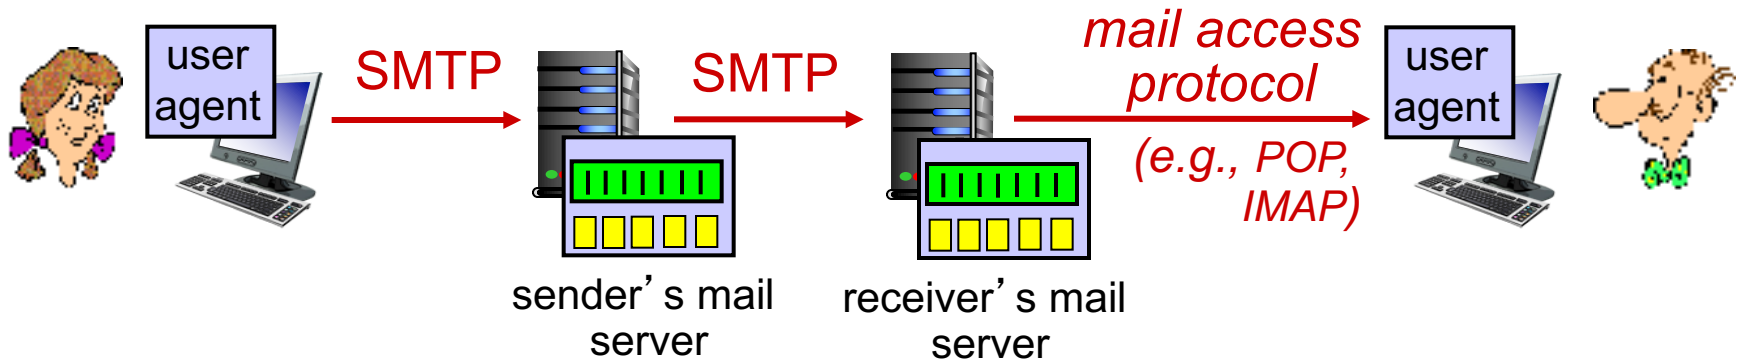 user
agent
SMTP
SMTP
mail access
protocol
(e.g., POP,
IMAP)
user
agent
sender’s mail
server
receiver’s mail
server